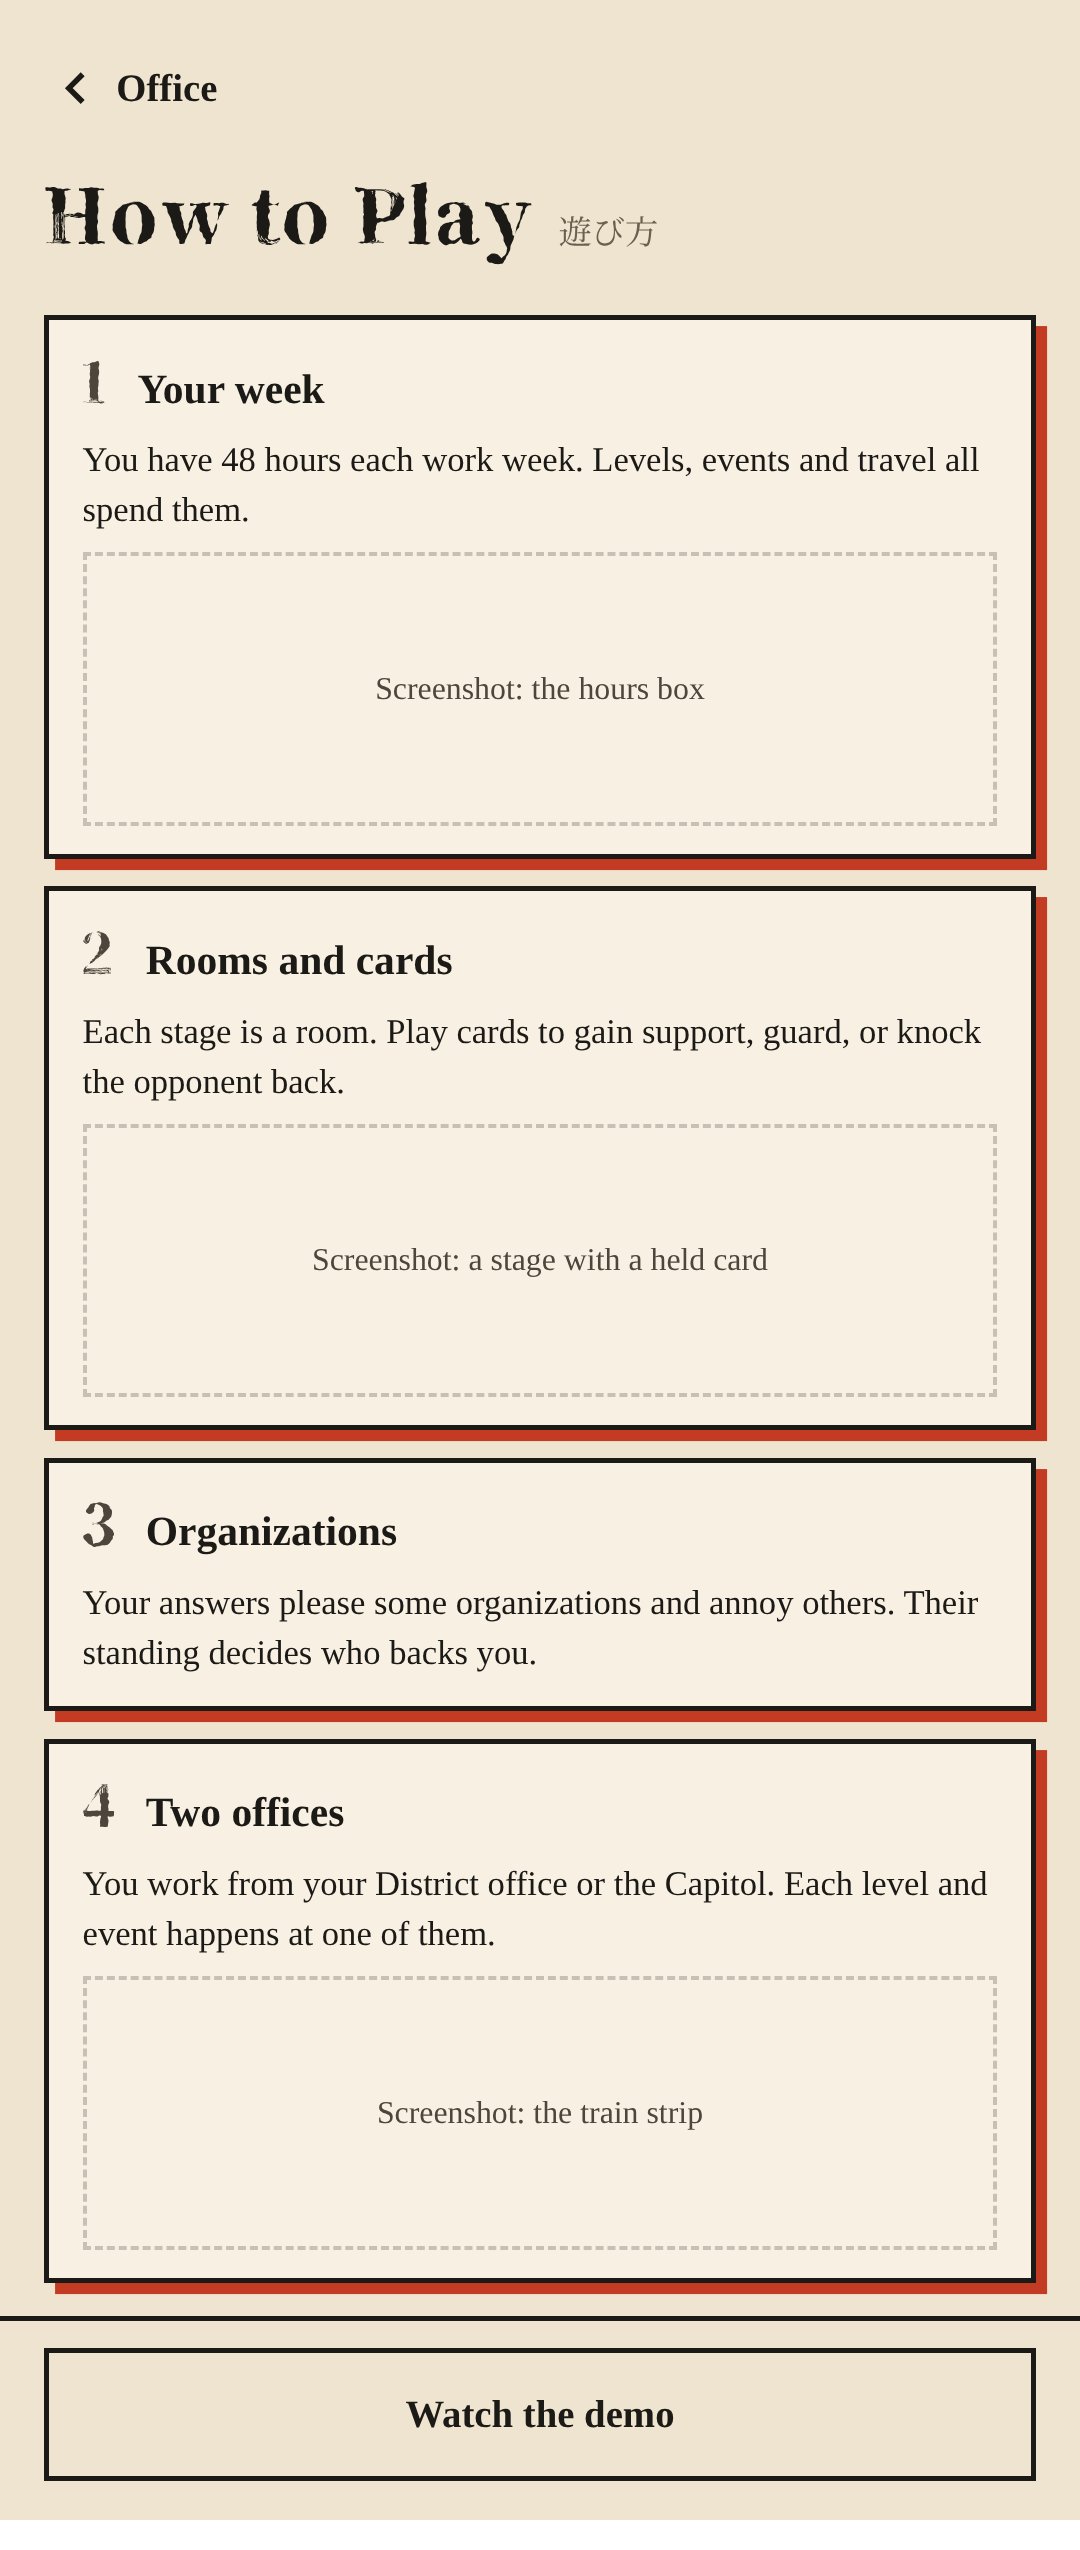 Office
How to Play 遊び方
1 Your week
You have 48 hours each work week. Levels, events and travel all
spend them.
Screenshot: the hours box
2 Rooms and cards
Each stage is a room. Play cards to gain support, guard, or knock
the opponent back.
Screenshot: a stage with a held card
3 Organizations
Your answers please some organizations and annoy others. Their
standing decides who backs you.
4 Two offices
You work from your District office or the Capitol. Each level and
event happens at one of them.
Screenshot: the train strip
Watch the demo